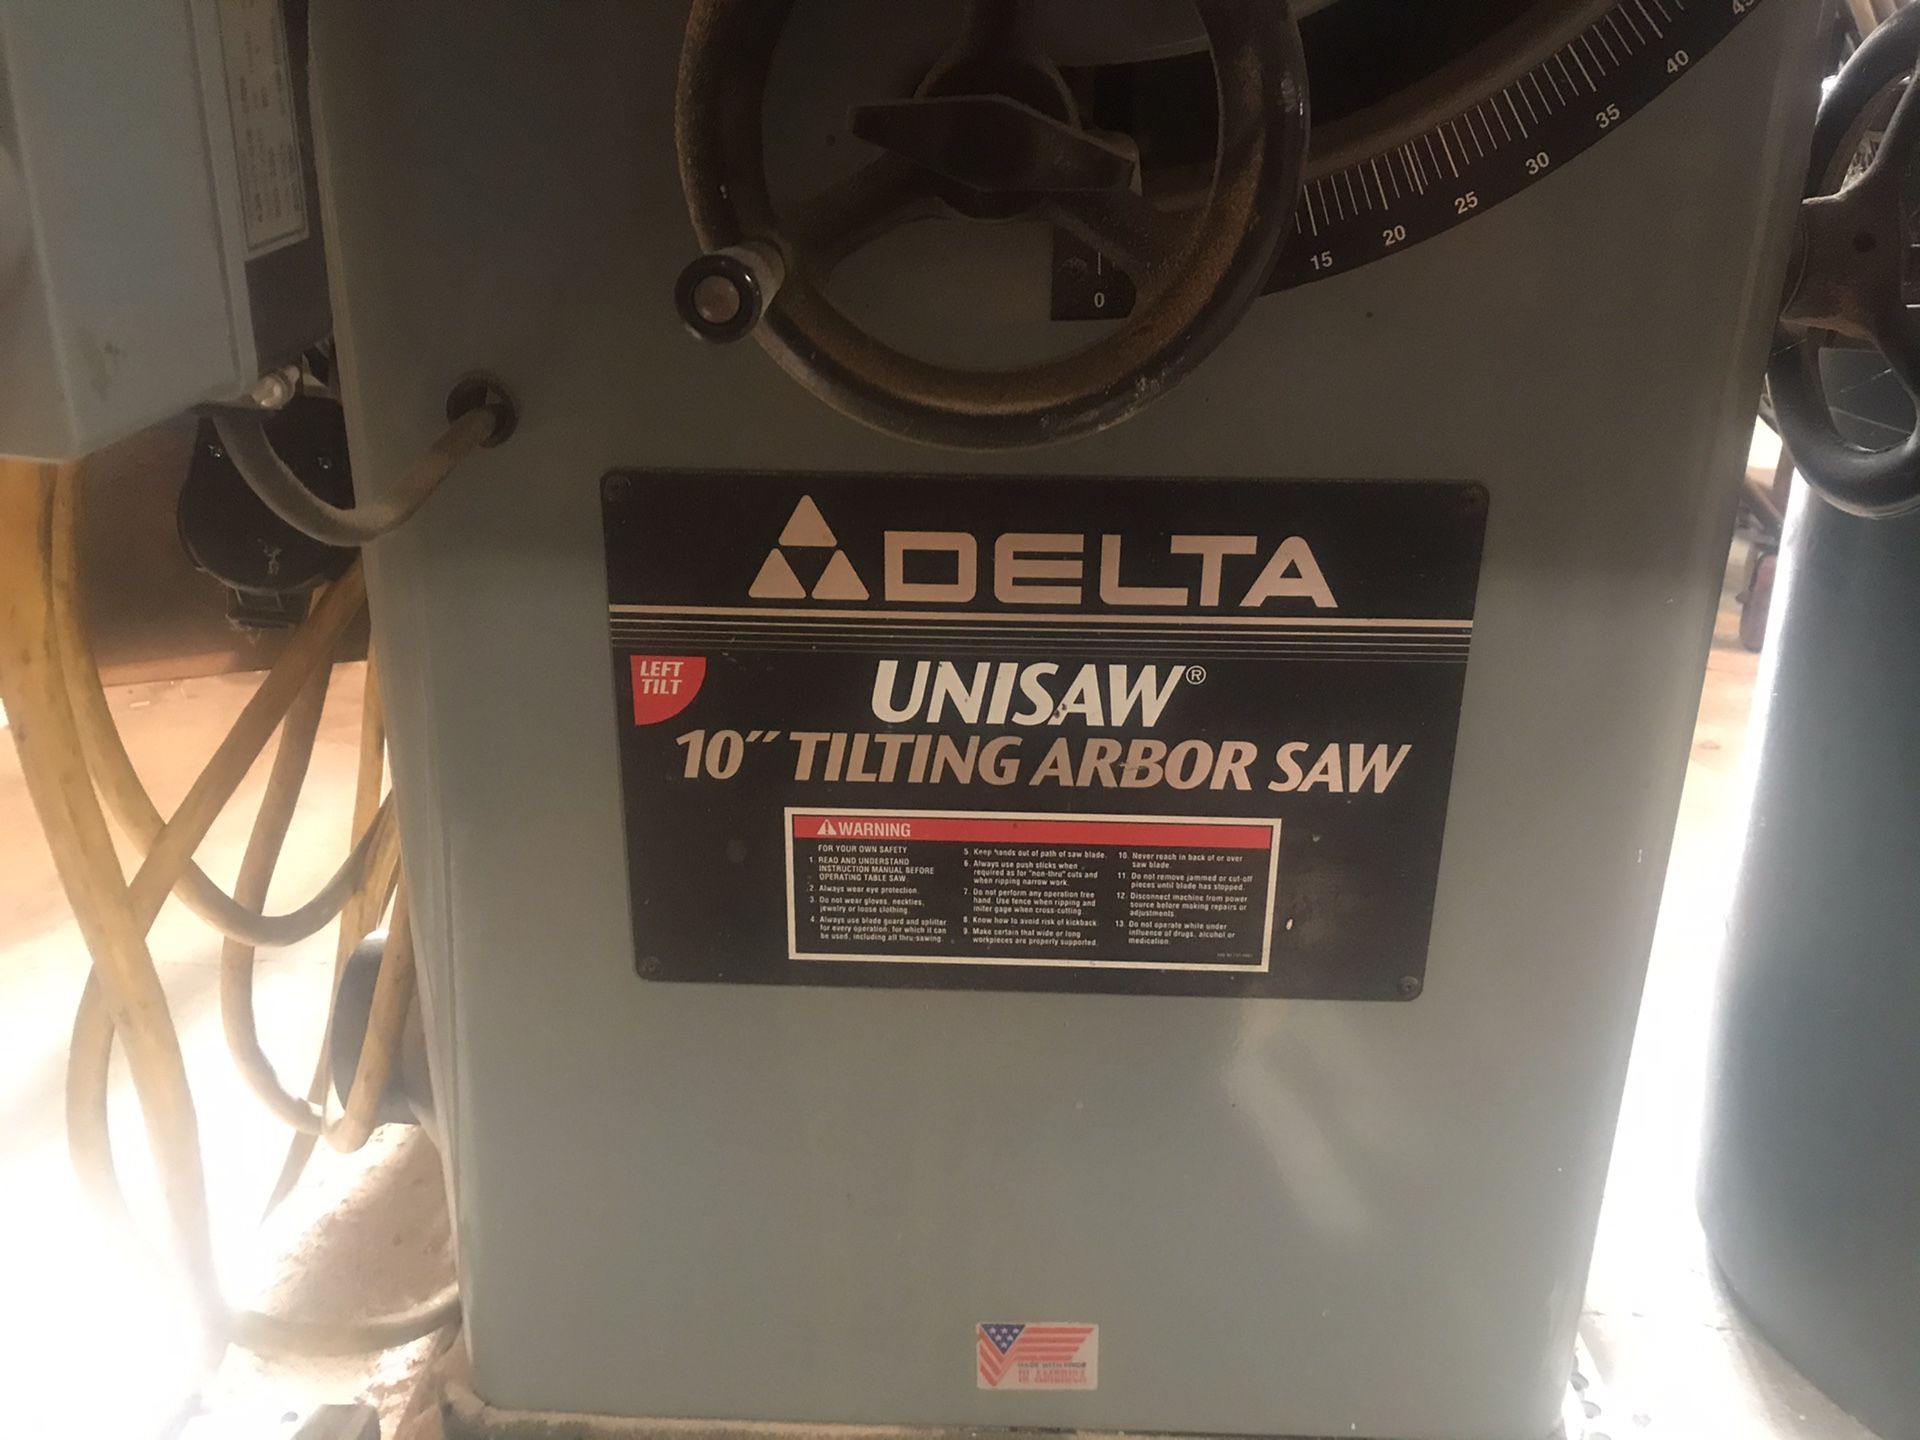 45
40
35
30
25
20
15
0
DELTA
LEFT
TILT
UNISAW®
10" TILTING ARBOR SAW
WARNING
FOR YOUR OWN SAFETY
1. READ AND UNDERSTAND
INSTRUCTION MANUAL BEFORE
OPERATING TABLE SAW.
2. Always wear eye protection.
3. Do not wear gloves, neckties,
jewelry or loose clothing.
4. Always use blade guard and splitter
for every operation, for which it can
be used, including all thru-sawing.
5. Keep hands out of path of saw blade.
6. Always use push sticks when
required as for "non-thru" cuts and
when ripping narrow work.
7. Do not perform any operation free
hand. Use fence when ripping and
miter gage when cross-cutting.
8. Know how to avoid risk of kickback.
9. Make certain that wide or long
workpieces are properly supported.
10. Never reach in back of or over
saw blade.
11. Do not remove jammed or cut-off
pieces until blade has stopped.
12. Disconnect machine from power
source before making repairs or
adjustments.
13. Do not operate while under
influence of drugs, alcohol or
medication.
MADE WITH PRIDE
IN AMERICA